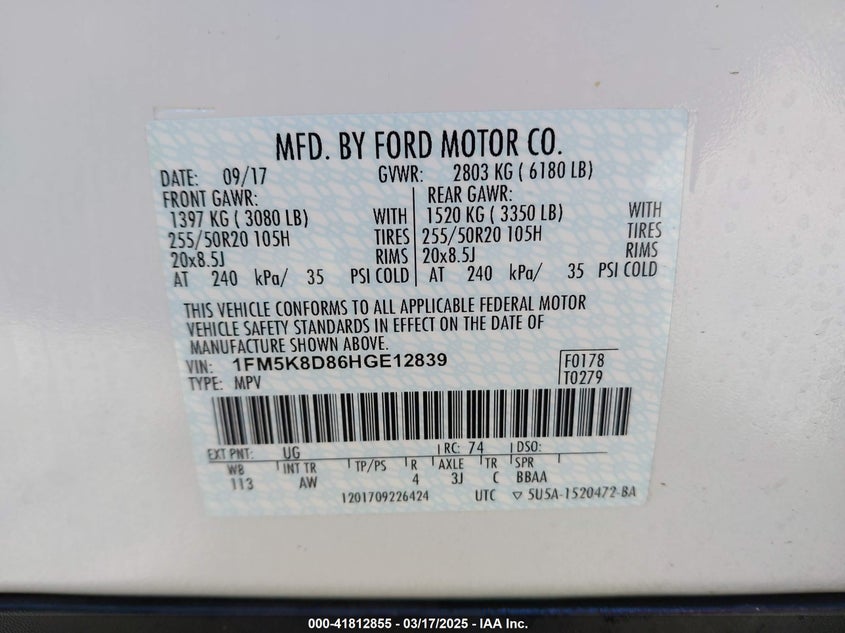 MFD. BY FORD MOTOR CO.
DATE: 09/17 GVWR: 2803 KG ( 6180 LB)
FRONT GAWR: REAR GAWR:
1397 KG ( 3080 LB) WITH 1520 KG ( 3350 LB) WITH
255/50R20 105H TIRES 255/50R20 105H TIRES
20x8.5J RIMS 20x8.5J RIMS
AT 240 kPa/ 35 PSI COLD AT 240 kPa/ 35 PSI COLD
THIS VEHICLE CONFORMS TO ALL APPLICABLE FEDERAL MOTOR
VEHICLE SAFETY STANDARDS IN EFFECT ON THE DATE OF
MANUFACTURE SHOWN ABOVE.
VIN: 1FM5K8D86HGE12839 F0178
TYPE: MPV T0279
EXT PNT: UG RC: 74 DSO:
WB INT TR TP/PS R AXLE TR SPR
113 AW 4 3J C BBAA
1201709226424 UTC ▽ 5U5A-1520472-BA
000-41812855 — 03/17/2025 — IAA Inc.